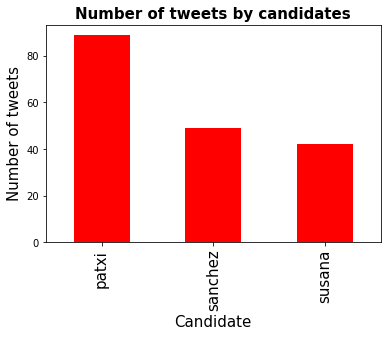 Number of tweets by candidates
Number of tweets
80
60
40
20
0
patxi
sanchez
susana
Candidate